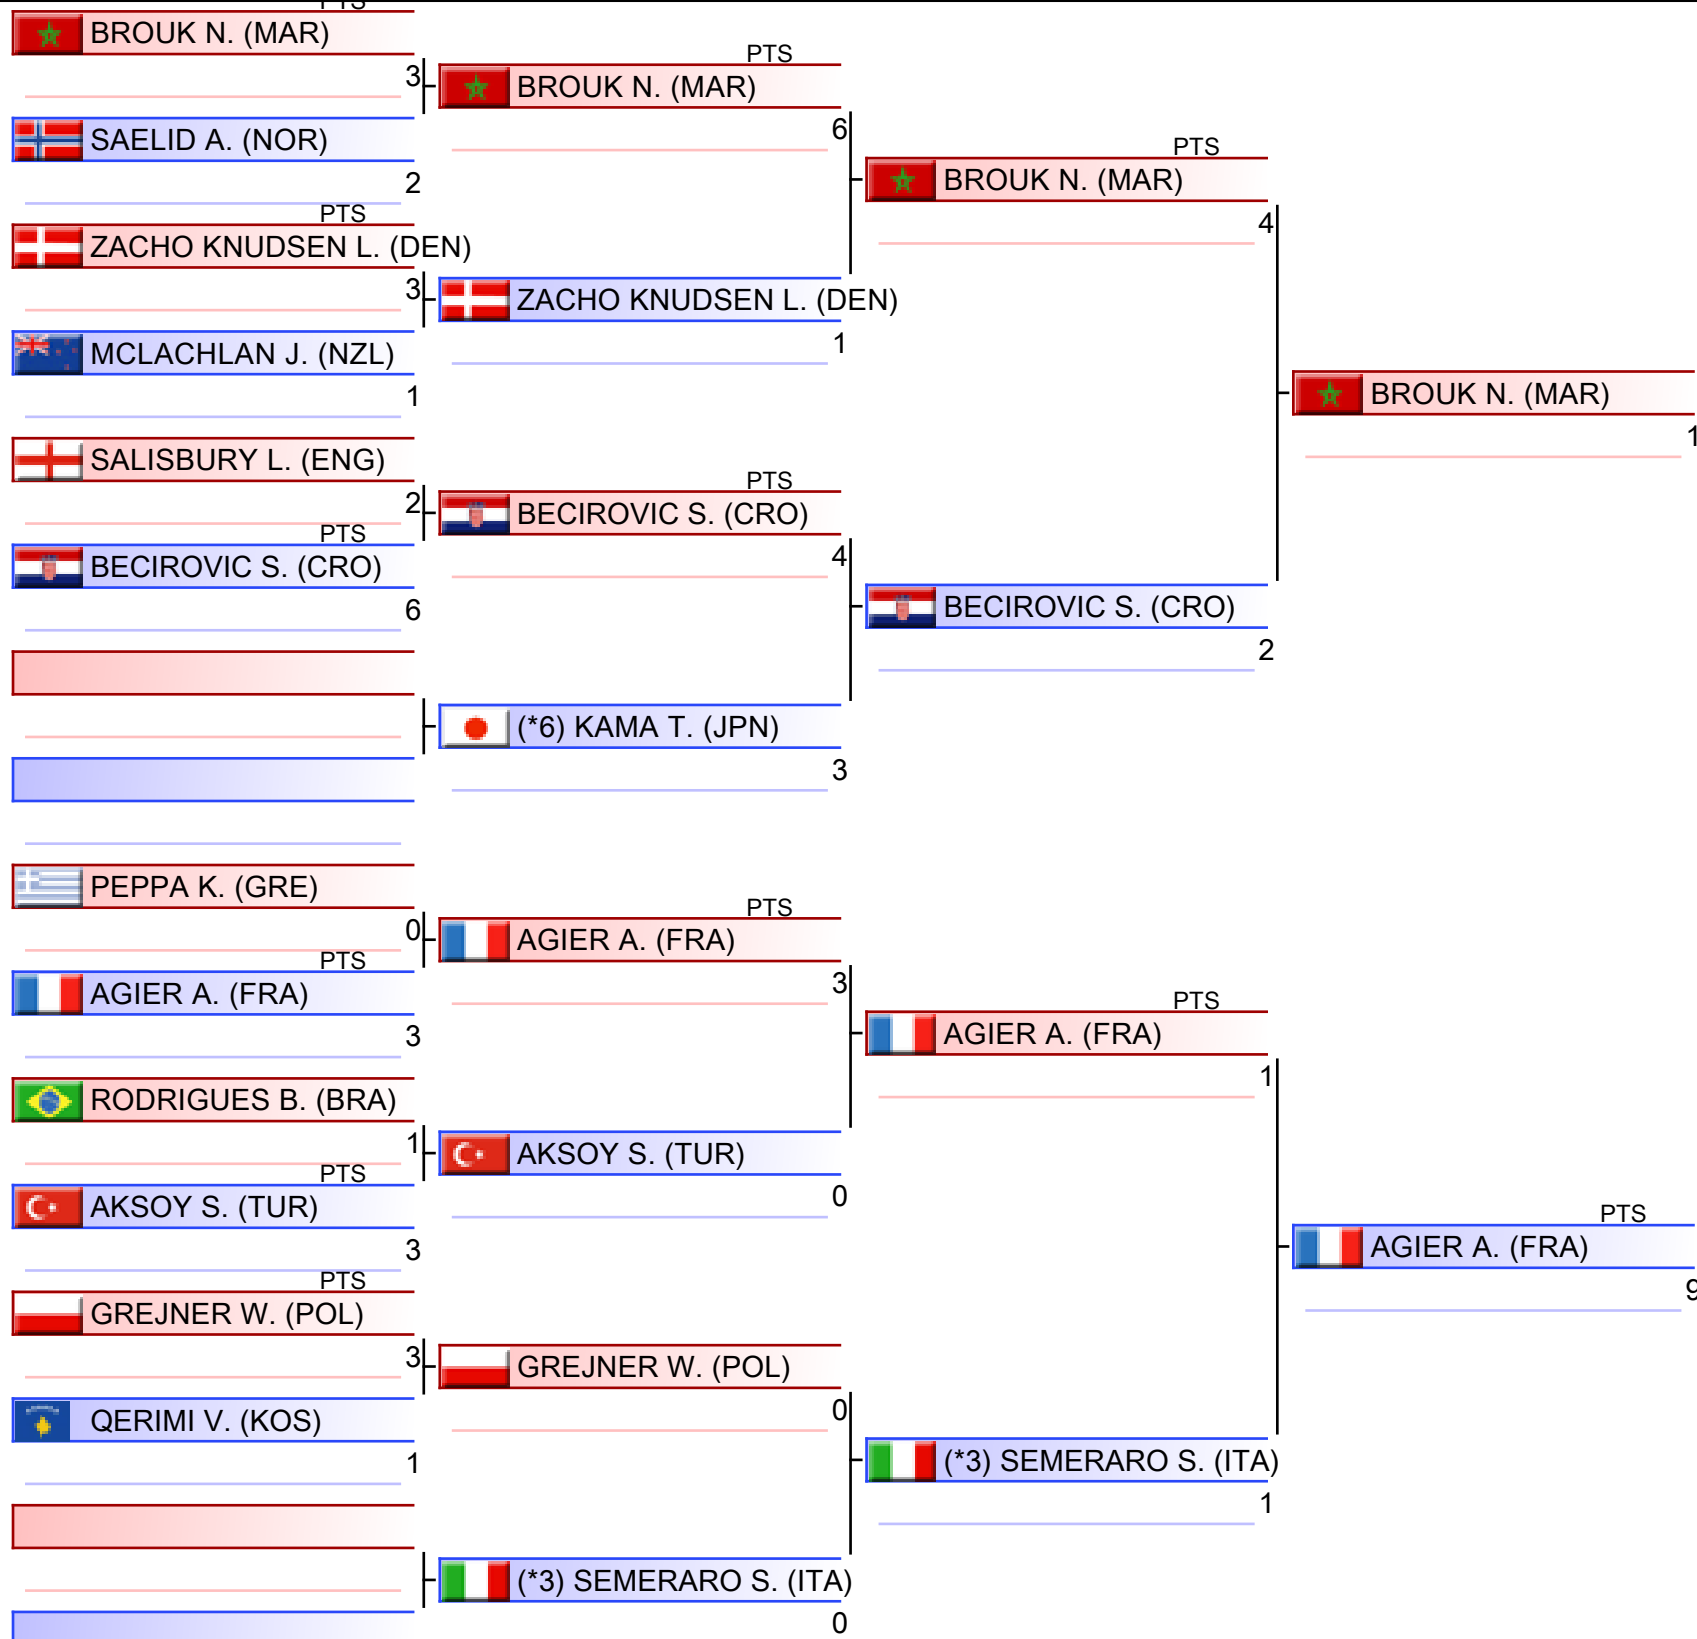 PTS
BROUK N. (MAR)
3
SAELID A. (NOR)
2
PTS
ZACHO KNUDSEN L. (DEN)
3
MCLACHLAN J. (NZL)
1
SALISBURY L. (ENG)
2
PTS
BECIROVIC S. (CRO)
6
PEPPA K. (GRE)
0
PTS
AGIER A. (FRA)
3
RODRIGUES B. (BRA)
1
PTS
AKSOY S. (TUR)
3
PTS
GREJNER W. (POL)
3
QERIMI V. (KOS)
1
PTS
BROUK N. (MAR)
6
ZACHO KNUDSEN L. (DEN)
1
PTS
BECIROVIC S. (CRO)
4
(*6) KAMA T. (JPN)
3
PTS
AGIER A. (FRA)
3
AKSOY S. (TUR)
0
GREJNER W. (POL)
0
(*3) SEMERARO S. (ITA)
0
PTS
BROUK N. (MAR)
4
BECIROVIC S. (CRO)
2
PTS
AGIER A. (FRA)
1
(*3) SEMERARO S. (ITA)
1
BROUK N. (MAR)
1
PTS
AGIER A. (FRA)
9